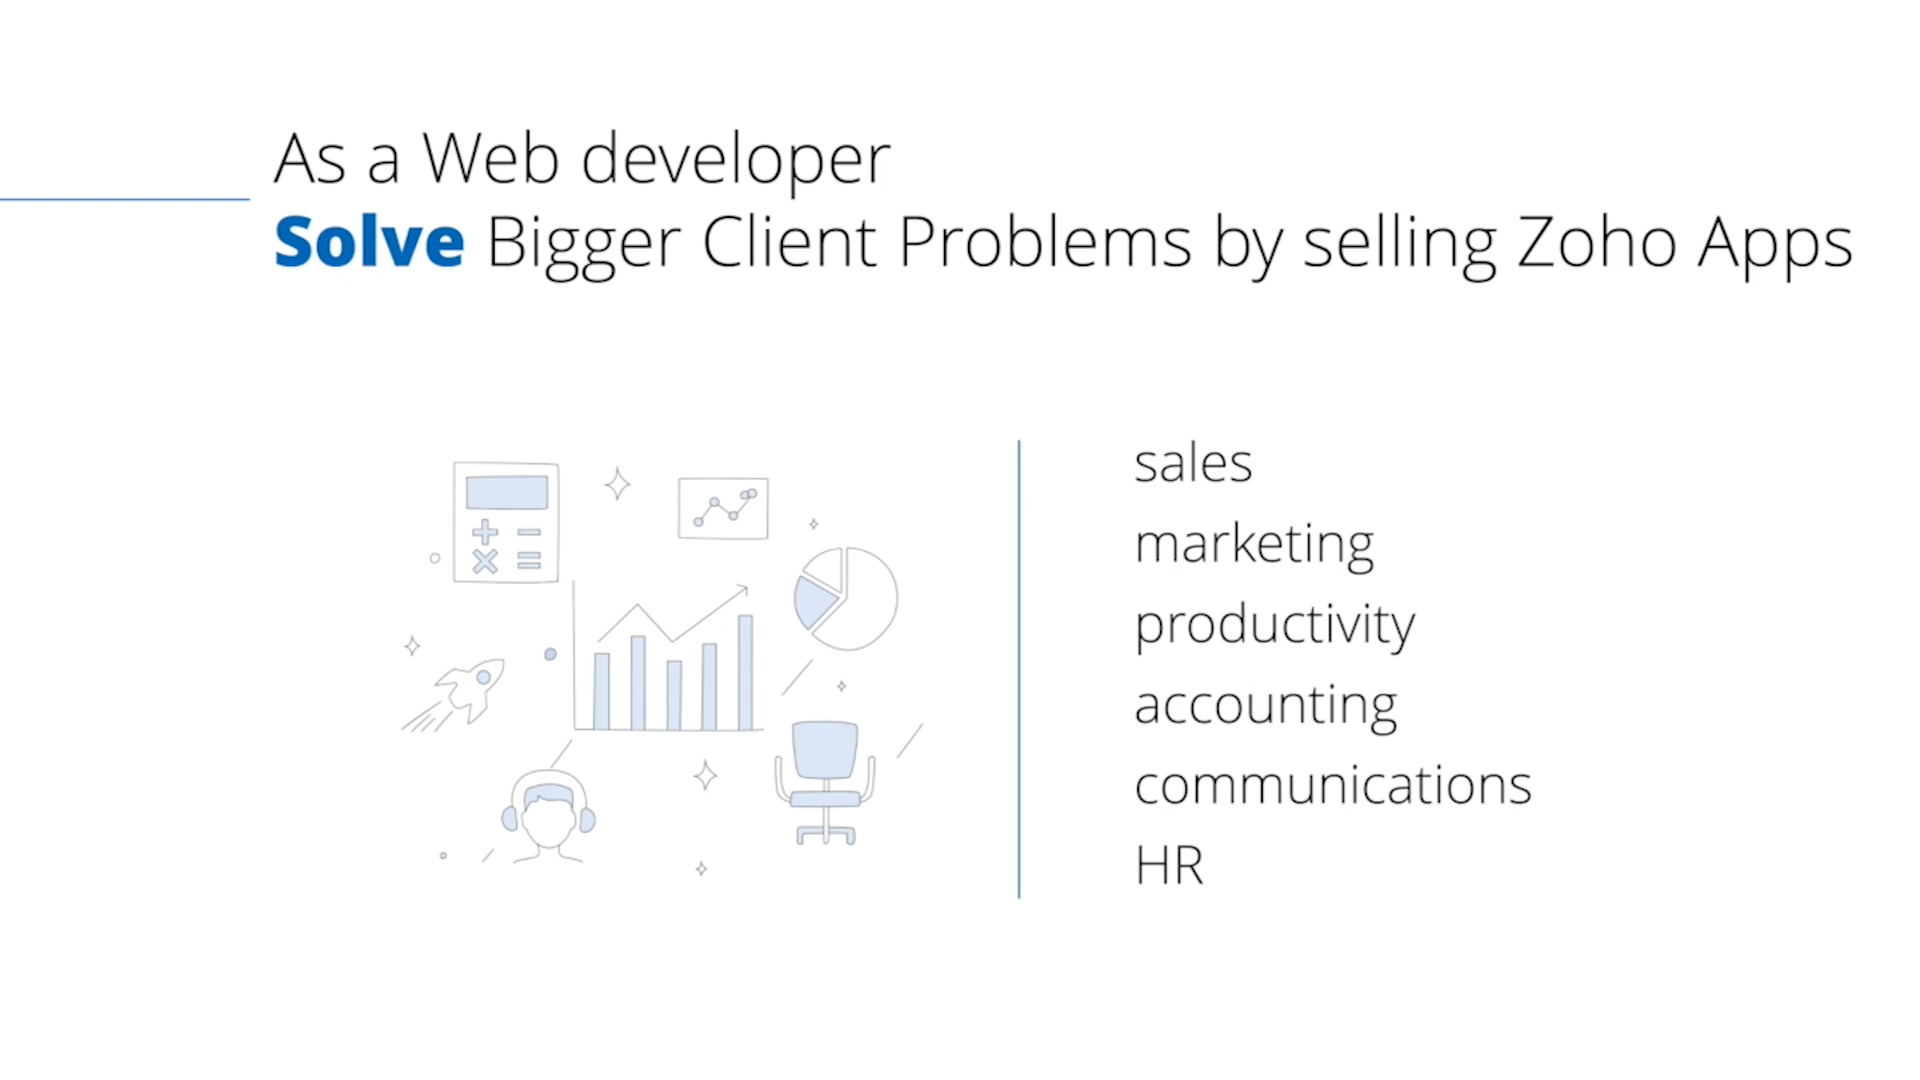 As a Web developer
Solve Bigger Client Problems by selling Zoho Apps
sales
marketing
productivity
accounting
communications
HR